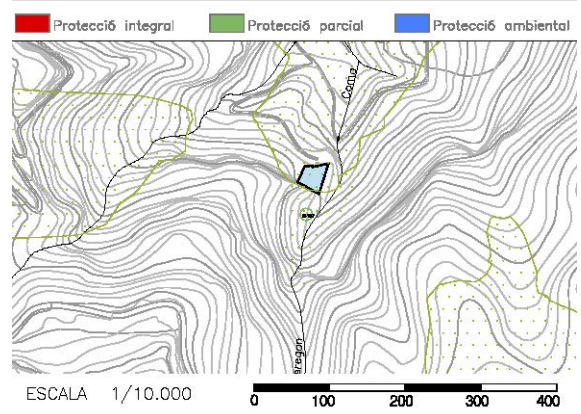 Protecció integral Protecció parcial Protecció ambiental
Coma
ESCALA 1/10.000
0 100 200 300 400